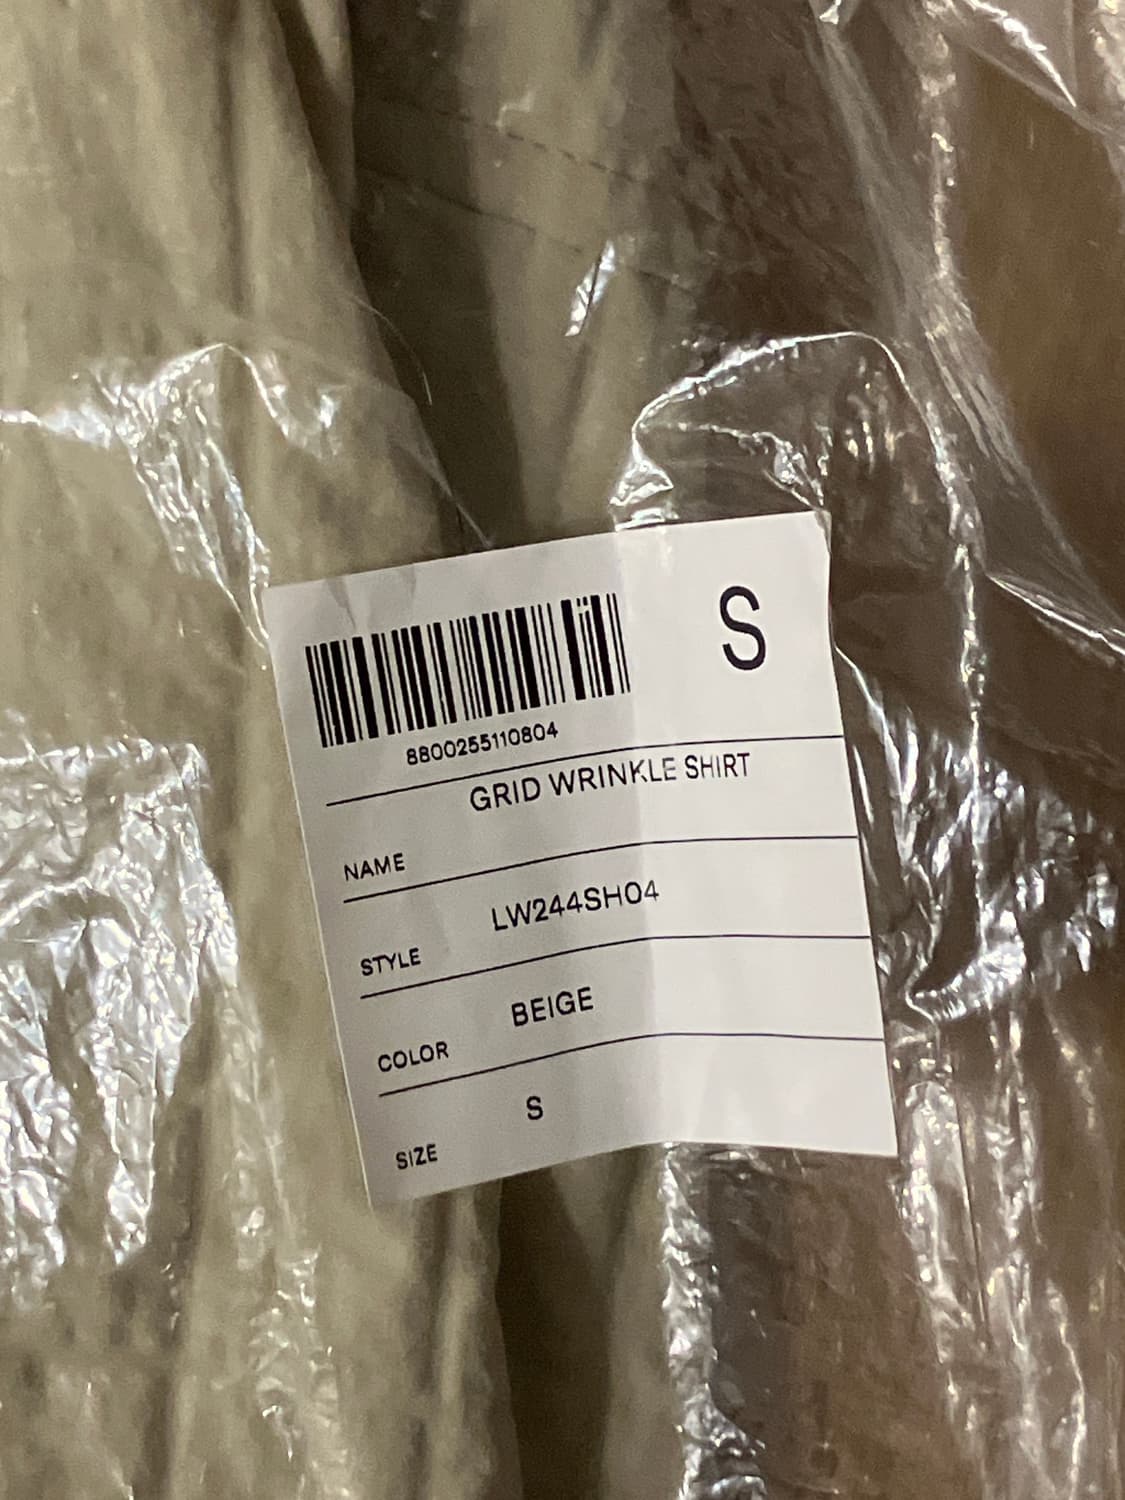 S
8800255110804
GRID WRINKLE SHIRT
NAME
LW244SH04
STYLE
BEIGE
COLOR
S
SIZE